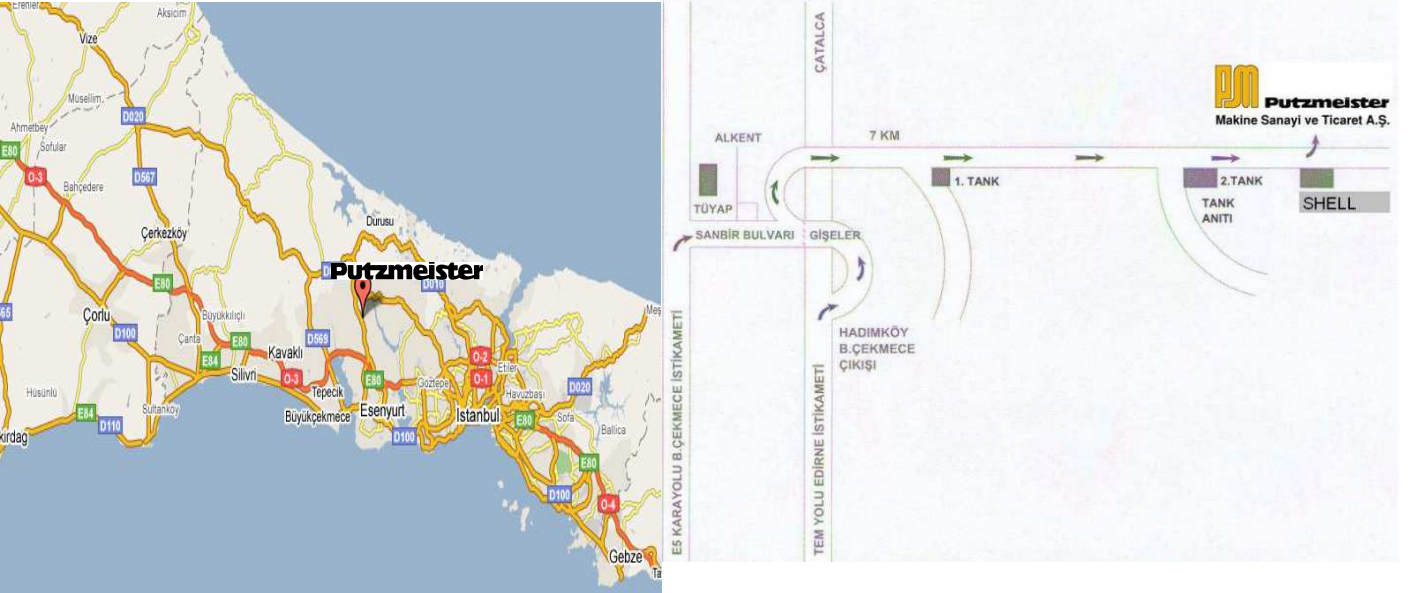 Erenler
Aksicim
Vize
Müsellim.
D020
Ahmetbey
E80
Sofular
O-3
D567
Bahçedere
Çerkezköy
Durusu
Putzmeister
E80
D010
Çorlu
Büyükkılıçlı
D100
Çanta
E80
D569
E84
Kavaklı
O-2
Etiler
Silivri
O-3
E80
Göztepe
O-1
D020
Hüsünlü
Tepecik
Havuzbaşı
Sultanköy
Büyükçekmece
Esenyurt
İstanbul
Sofa
E84
D110
E80
Ballica
D100
E80
D100
O-4
Gebze
ÇATALCA
PM
Putzmeister
Makine Sanayi ve Ticaret A.Ş.
ALKENT
7 KM
1. TANK
2.TANK
TÜYAP
TANK
ANITI
SHELL
SANBİR BULVARI
GİŞELER
HADIMKÖY
B.ÇEKMECE
ÇIKIŞI
E5 KARAYOLU B.ÇEKMECE İSTİKAMETİ
TEM YOLU EDİRNE İSTİKAMETİ